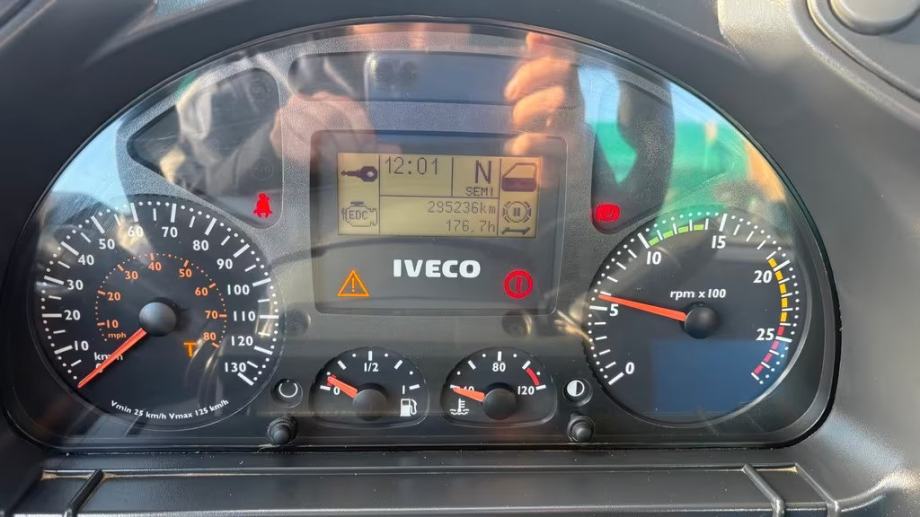 12:01
N
SEMI
EDC
295236km
176,7h
IVECO
10 20 30 40 50 60 70 80 90 100 110 120 130
km/h
10 20 30 40 50 60 70 80
mph
T
Vmin 25 km/h Vmax 125 km/h
0 1/2 1
40 80 120
0 5 10 15 20 25
rpm x 100